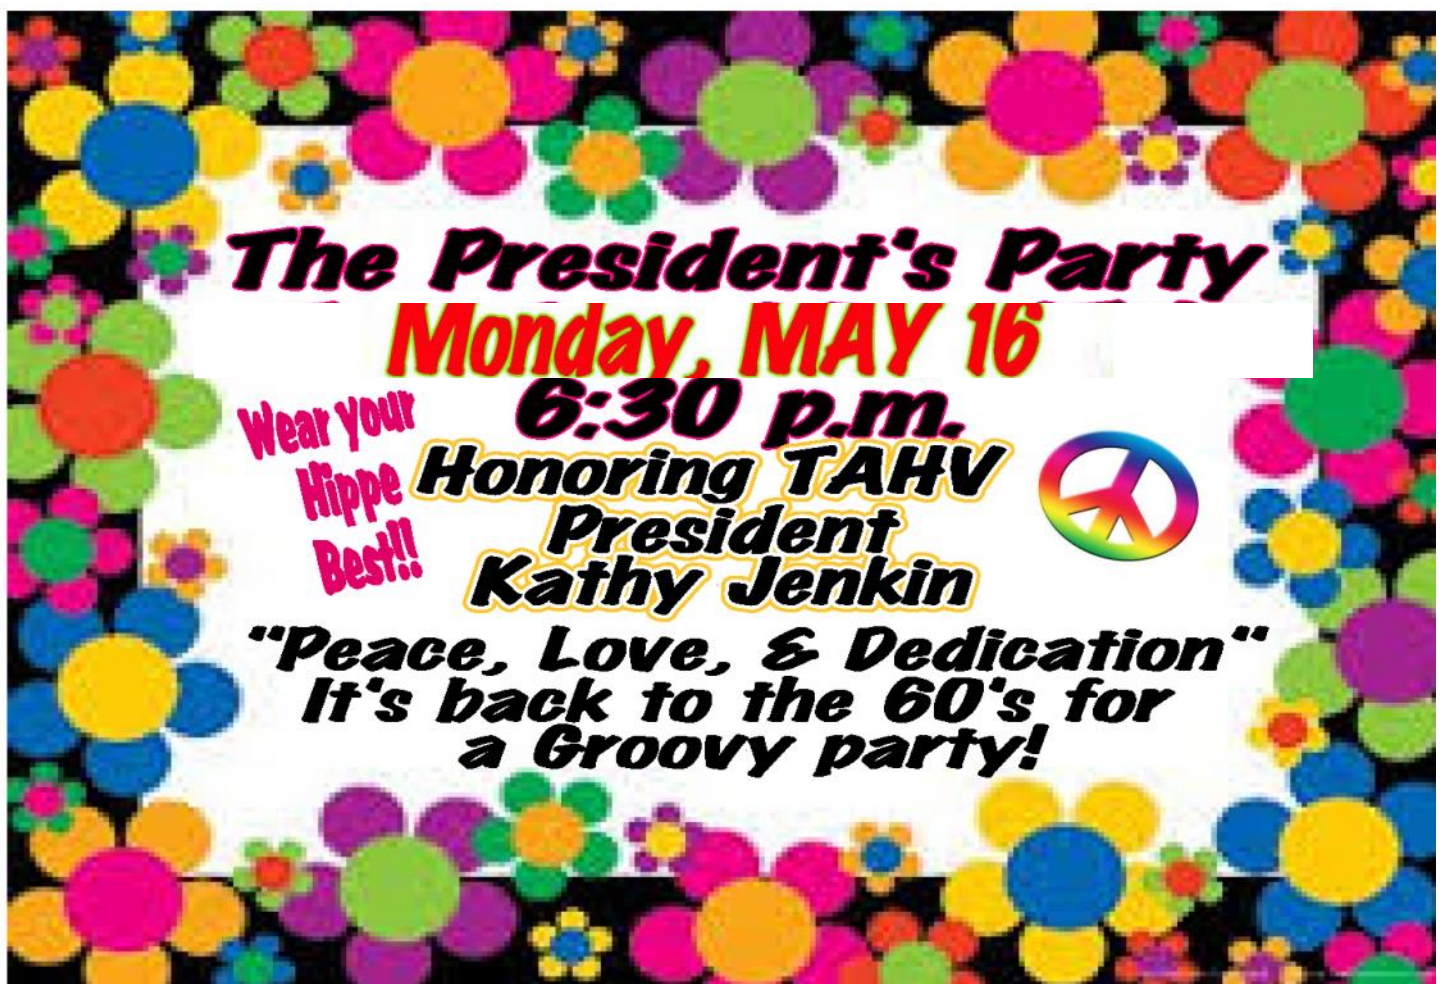 The President's Party
Monday, MAY 16
6:30 p.m.
Wear Your
Hippe
Best!!
Honoring TAHV
President
Kathy Jenkin
"Peace, Love, & Dedication"
It's back to the 60's for
a Groovy party!